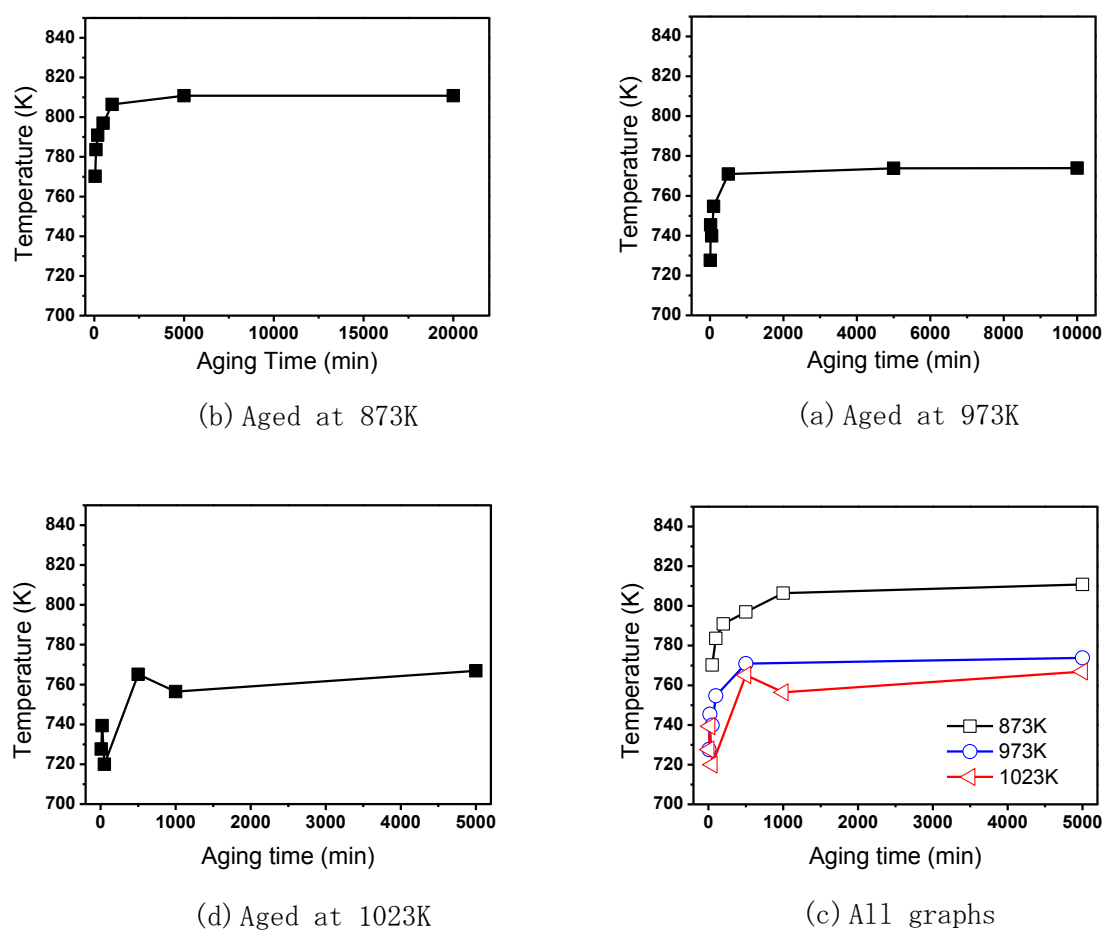 840
820
800
780
760
740
720
700
Temperature (K)
0 5000 10000 15000 20000
Aging Time (min)
(b) Aged at 873K
840
820
800
780
760
740
720
700
Temperature (K)
0 2000 4000 6000 8000 10000
Aging time (min)
(a) Aged at 973K
840
820
800
780
760
740
720
700
Temperature (K)
0 1000 2000 3000 4000 5000
Aging time (min)
(d) Aged at 1023K
840
820
800
780
760
740
720
700
Temperature (K)
873K
973K
1023K
0 1000 2000 3000 4000 5000
Aging time (min)
(c) All graphs